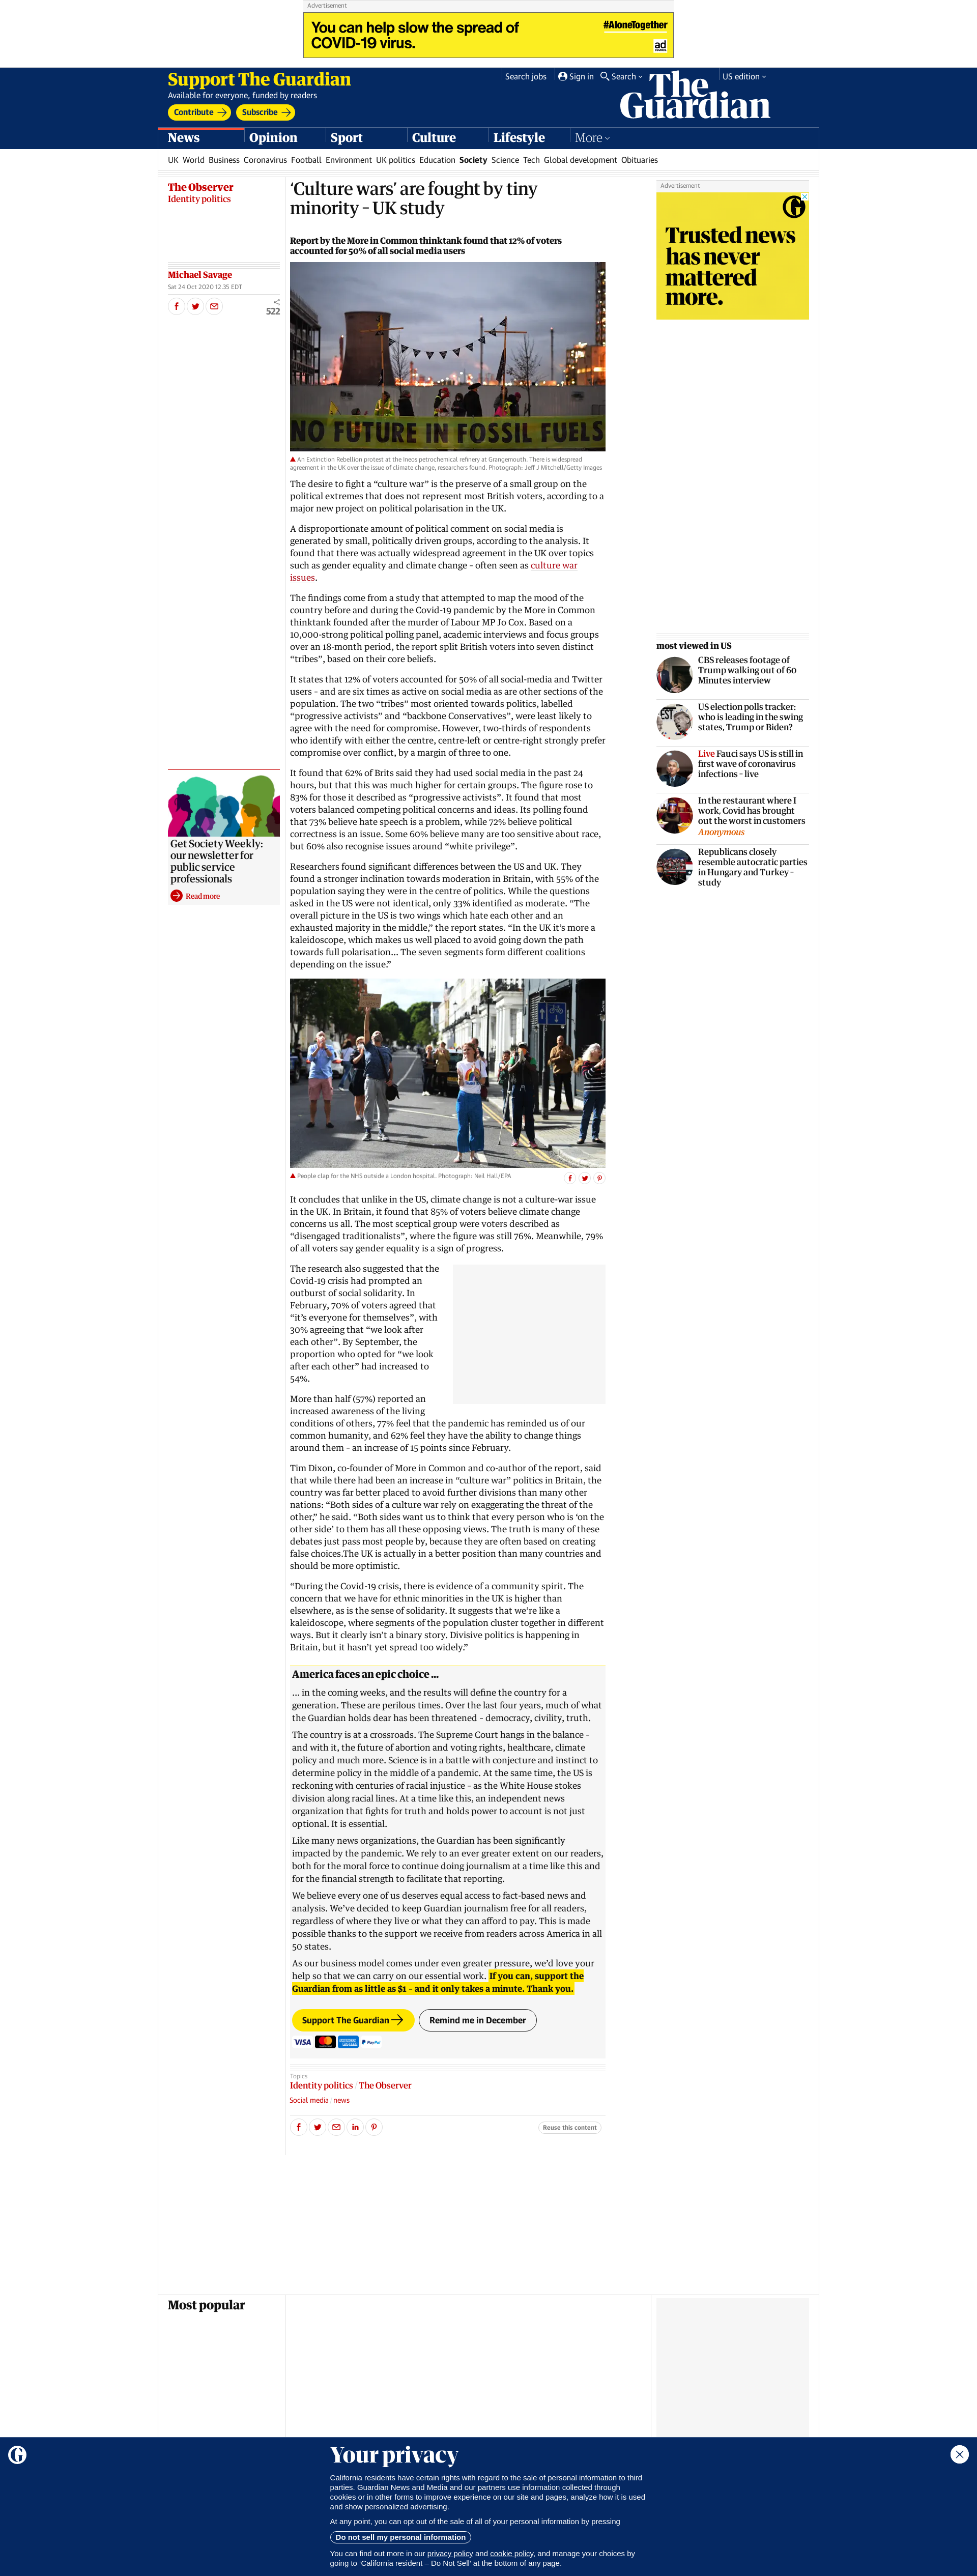 Advertisement
You can help slow the spread of
COVID-19 virus.
#AloneTogether
ad
Support The Guardian
Available for everyone, funded by readers
Contribute
Subscribe
Search jobs
Sign in
Search
US edition
The
Guardian
News
Opinion
Sport
Culture
Lifestyle
More
UK World Business Coronavirus Football Environment UK politics Education Society Science Tech Global development Obituaries
The Observer
Identity politics
Michael Savage
Sat 24 Oct 2020 12.35 EDT
522
‘Culture wars’ are fought by tiny
minority – UK study
Report by the More in Common thinktank found that 12% of voters
accounted for 50% of all social media users
NO FUTURE IN FOSSIL FUELS
An Extinction Rebellion protest at the Ineos petrochemical refinery at Grangemouth. There is widespread
agreement in the UK over the issue of climate change, researchers found. Photograph: Jeff J Mitchell/Getty Images
The desire to fight a “culture war” is the preserve of a small group on the
political extremes that does not represent most British voters, according to a
major new project on political polarisation in the UK.
A disproportionate amount of political comment on social media is
generated by small, politically driven groups, according to the analysis. It
found that there was actually widespread agreement in the UK over topics
such as gender equality and climate change – often seen as culture war
issues.
The findings come from a study that attempted to map the mood of the
country before and during the Covid-19 pandemic by the More in Common
thinktank founded after the murder of Labour MP Jo Cox. Based on a
10,000-strong political polling panel, academic interviews and focus groups
over an 18-month period, the report split British voters into seven distinct
“tribes”, based on their core beliefs.
It states that 12% of voters accounted for 50% of all social-media and Twitter
users – and are six times as active on social media as are other sections of the
population. The two “tribes” most oriented towards politics, labelled
“progressive activists” and “backbone Conservatives”, were least likely to
agree with the need for compromise. However, two-thirds of respondents
who identify with either the centre, centre-left or centre-right strongly prefer
compromise over conflict, by a margin of three to one.
It found that 62% of Brits said they had used social media in the past 24
hours, but that this was much higher for certain groups. The figure rose to
83% for those it described as “progressive activists”. It found that most
voters balanced competing political concerns and ideals. Its polling found
that 73% believe hate speech is a problem, while 72% believe political
correctness is an issue. Some 60% believe many are too sensitive about race,
but 60% also recognise issues around “white privilege”.
Researchers found significant differences between the US and UK. They
found a stronger inclination towards moderation in Britain, with 55% of the
population saying they were in the centre of politics. While the questions
asked in the US were not identical, only 33% identified as moderate. “The
overall picture in the US is two wings which hate each other and an
exhausted majority in the middle,” the report states. “In the UK it’s more a
kaleidoscope, which makes us well placed to avoid going down the path
towards full polarisation… The seven segments form different coalitions
depending on the issue.”
People clap for the NHS outside a London hospital. Photograph: Neil Hall/EPA
It concludes that unlike in the US, climate change is not a culture-war issue
in the UK. In Britain, it found that 85% of voters believe climate change
concerns us all. The most sceptical group were voters described as
“disengaged traditionalists”, where the figure was still 76%. Meanwhile, 79%
of all voters say gender equality is a sign of progress.
The research also suggested that the
Covid-19 crisis had prompted an
outburst of social solidarity. In
February, 70% of voters agreed that
“it’s everyone for themselves”, with
30% agreeing that “we look after
each other”. By September, the
proportion who opted for “we look
after each other” had increased to
54%.
More than half (57%) reported an
increased awareness of the living
conditions of others, 77% feel that the pandemic has reminded us of our
common humanity, and 62% feel they have the ability to change things
around them – an increase of 15 points since February.
Tim Dixon, co-founder of More in Common and co-author of the report, said
that while there had been an increase in “culture war” politics in Britain, the
country was far better placed to avoid further divisions than many other
nations: “Both sides of a culture war rely on exaggerating the threat of the
other,” he said. “Both sides want us to think that every person who is ‘on the
other side’ to them has all these opposing views. The truth is many of these
debates just pass most people by, because they are often based on creating
false choices.The UK is actually in a better position than many countries and
should be more optimistic.
“During the Covid-19 crisis, there is evidence of a community spirit. The
concern that we have for ethnic minorities in the UK is higher than
elsewhere, as is the sense of solidarity. It suggests that we’re like a
kaleidoscope, where segments of the population cluster together in different
ways. But it clearly isn’t a binary story. Divisive politics is happening in
Britain, but it hasn’t yet spread too widely.”
America faces an epic choice ...
... in the coming weeks, and the results will define the country for a
generation. These are perilous times. Over the last four years, much of what
the Guardian holds dear has been threatened – democracy, civility, truth.
The country is at a crossroads. The Supreme Court hangs in the balance –
and with it, the future of abortion and voting rights, healthcare, climate
policy and much more. Science is in a battle with conjecture and instinct to
determine policy in the middle of a pandemic. At the same time, the US is
reckoning with centuries of racial injustice – as the White House stokes
division along racial lines. At a time like this, an independent news
organization that fights for truth and holds power to account is not just
optional. It is essential.
Like many news organizations, the Guardian has been significantly
impacted by the pandemic. We rely to an ever greater extent on our readers,
both for the moral force to continue doing journalism at a time like this and
for the financial strength to facilitate that reporting.
We believe every one of us deserves equal access to fact-based news and
analysis. We’ve decided to keep Guardian journalism free for all readers,
regardless of where they live or what they can afford to pay. This is made
possible thanks to the support we receive from readers across America in all
50 states.
As our business model comes under even greater pressure, we’d love your
help so that we can carry on our essential work. If you can, support the
Guardian from as little as $1 – and it only takes a minute. Thank you.
Support The Guardian
Remind me in December
VISA
PayPal
Topics
Identity politics / The Observer
Social media / news
Reuse this content
Get Society Weekly:
our newsletter for
public service
professionals
Read more
Advertisement
Trusted news
has never
mattered
more.
most viewed in US
CBS releases footage of
Trump walking out of 60
Minutes interview
US election polls tracker:
who is leading in the swing
states, Trump or Biden?
Live Fauci says US is still in
first wave of coronavirus
infections – live
In the restaurant where I
work, Covid has brought
out the worst in customers
Anonymous
Republicans closely
resemble autocratic parties
in Hungary and Turkey –
study
Most popular
Your privacy
California residents have certain rights with regard to the sale of personal information to third
parties. Guardian News and Media and our partners use information collected through
cookies or in other forms to improve experience on our site and pages, analyze how it is used
and show personalized advertising.
At any point, you can opt out of the sale of all of your personal information by pressing
Do not sell my personal information
You can find out more in our privacy policy and cookie policy, and manage your choices by
going to ‘California resident – Do Not Sell’ at the bottom of any page.